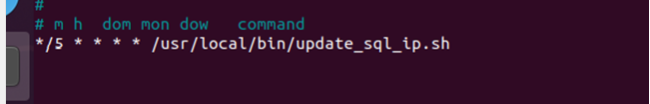 #
# m h  dom mon dow   command
*/5 * * * * /usr/local/bin/update_sql_ip.sh